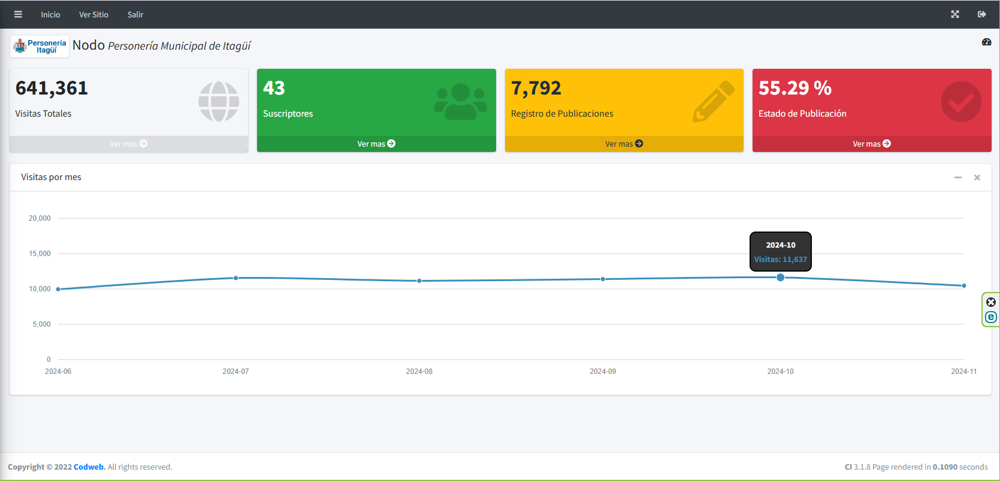 Inicio Ver Sitio Salir
Personería
Itagüí
Nodo Personería Municipal de Itagüí
641,361
Visitas Totales
Ver mas
43
Suscriptores
Ver mas
7,792
Registro de Publicaciones
Ver mas
55.29 %
Estado de Publicación
Ver mas
Visitas por mes
20,000
15,000
10,000
5,000
0
2024-10
Visitas: 11,637
2024-06 2024-07 2024-08 2024-09 2024-10 2024-11
e
Copyright © 2022 Codweb. All rights reserved.
CI 3.1.8 Page rendered in 0.1090 seconds